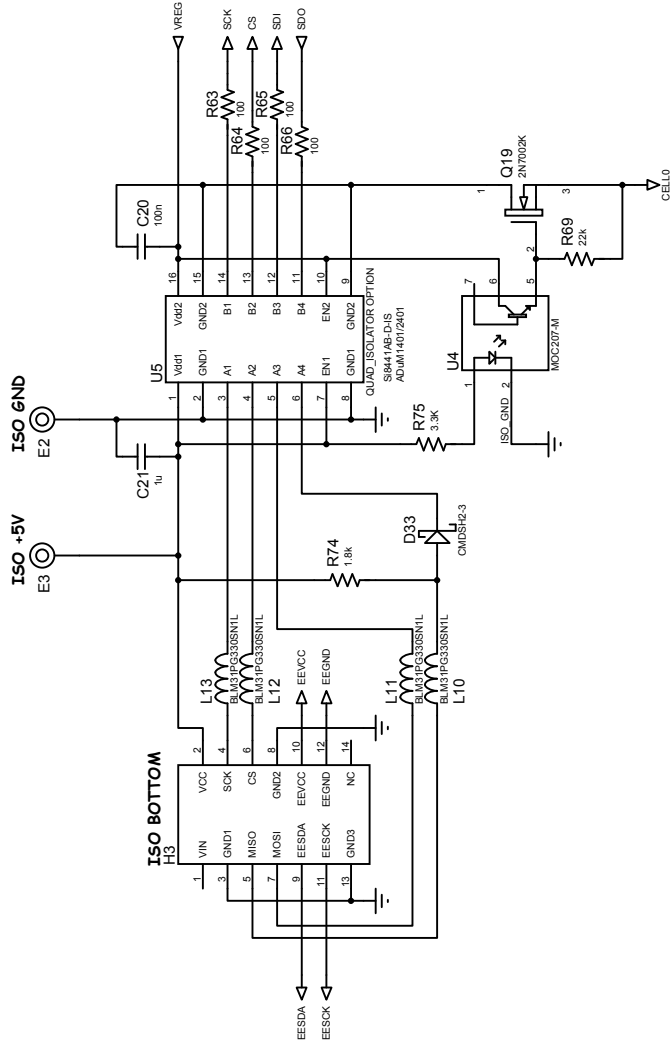 ISO +5V
E3
ISO GND
E2
C21
1u
C20
100n
VREG
SCK
CS
SDI
SDO
R63
100
R64
100
R65
100
R66
100
U5
Vdd1
GND1
A1
A2
A3
A4
EN1
GND1
Vdd2
GND2
B1
B2
B3
B4
EN2
GND2
1
2
3
4
5
6
7
8
16
15
14
13
12
11
10
9
QUAD_ISOLATOR OPTION
Si8441AB-D-IS
ADuM1401/2401
ISO BOTTOM
H3
VIN
GND1
MISO
MOSI
EESDA
EESCK
GND3
VCC
SCK
CS
GND2
EEVCC
EEGND
NC
1
3
5
7
9
11
13
2
4
6
8
10
12
14
L13
BLM31PG330SN1L
BLM31PG330SN1L
L12
EEVCC
EEGND
L11
BLM31PG330SN1L
BLM31PG330SN1L
L10
EESDA
EESCK
R74
1.8k
D33
CMDSH2-3
R75
3.3K
ISO_GND
U4
MOC207-M
1
2
7
6
5
Q19
2N7002K
1
2
3
R69
22k
CELL0